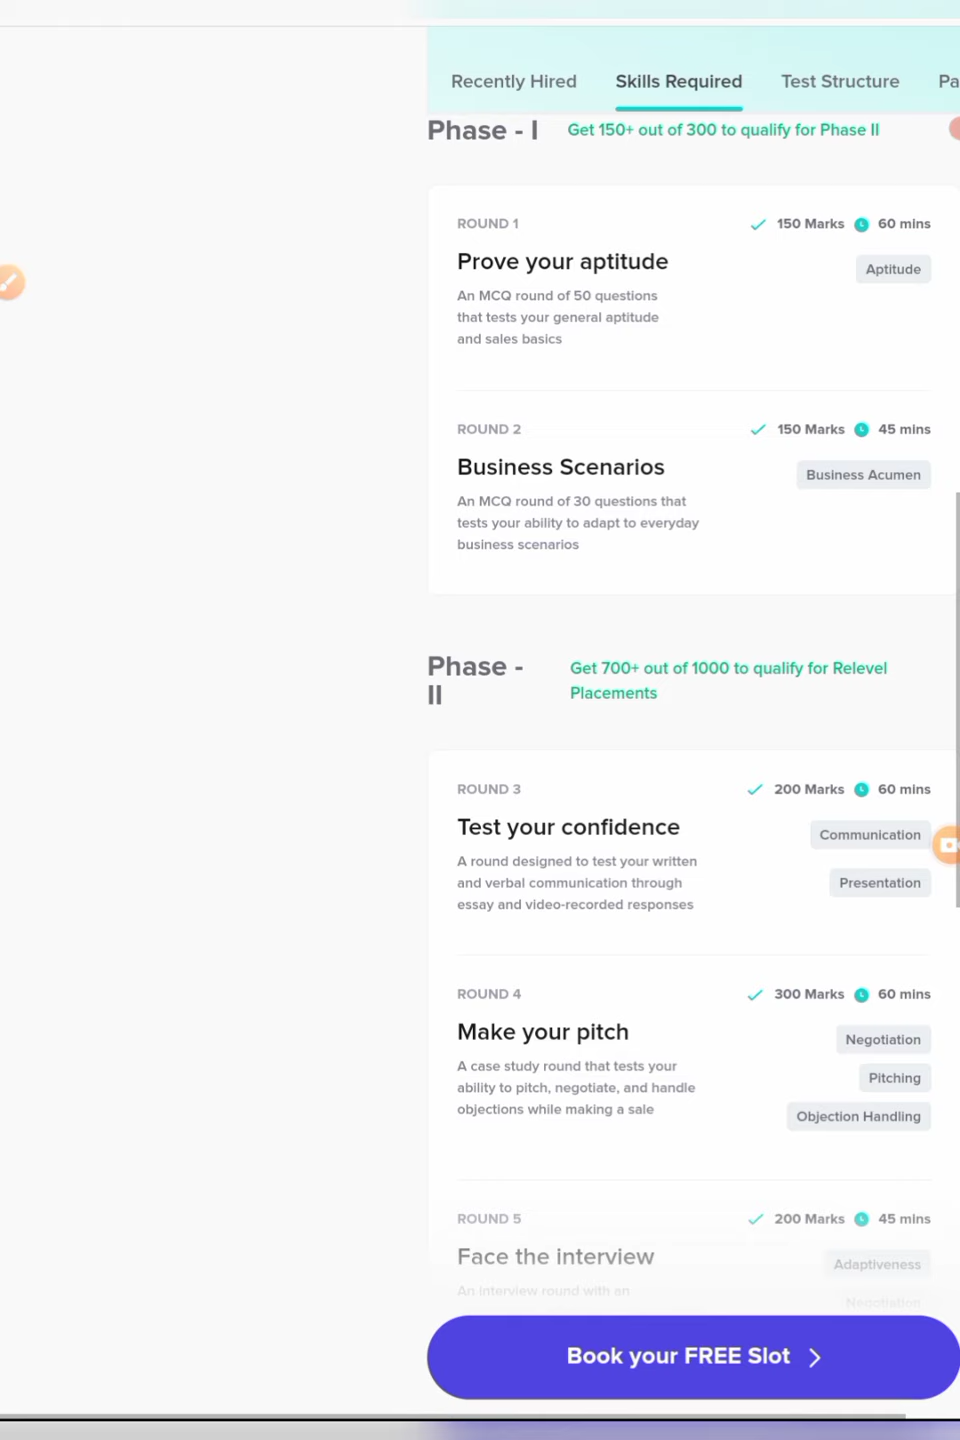 Recently Hired Skills Required Test Structure Pa
Phase - I Get 150+ out of 300 to qualify for Phase II
ROUND 1 150 Marks 60 mins
Prove your aptitude Aptitude
An MCQ round of 50 questions
that tests your general aptitude
and sales basics
ROUND 2 150 Marks 45 mins
Business Scenarios Business Acumen
An MCQ round of 30 questions that
tests your ability to adapt to everyday
business scenarios
Phase -
II
Get 700+ out of 1000 to qualify for Relevel
Placements
ROUND 3 200 Marks 60 mins
Test your confidence Communication
A round designed to test your written
and verbal communication through Presentation
essay and video-recorded responses
ROUND 4 300 Marks 60 mins
Make your pitch Negotiation
A case study round that tests your Pitching
ability to pitch, negotiate, and handle
objections while making a sale Objection Handling
ROUND 5 200 Marks 45 mins
Face the interview Adaptiveness
An interview round with an Negotiation
Book your FREE Slot